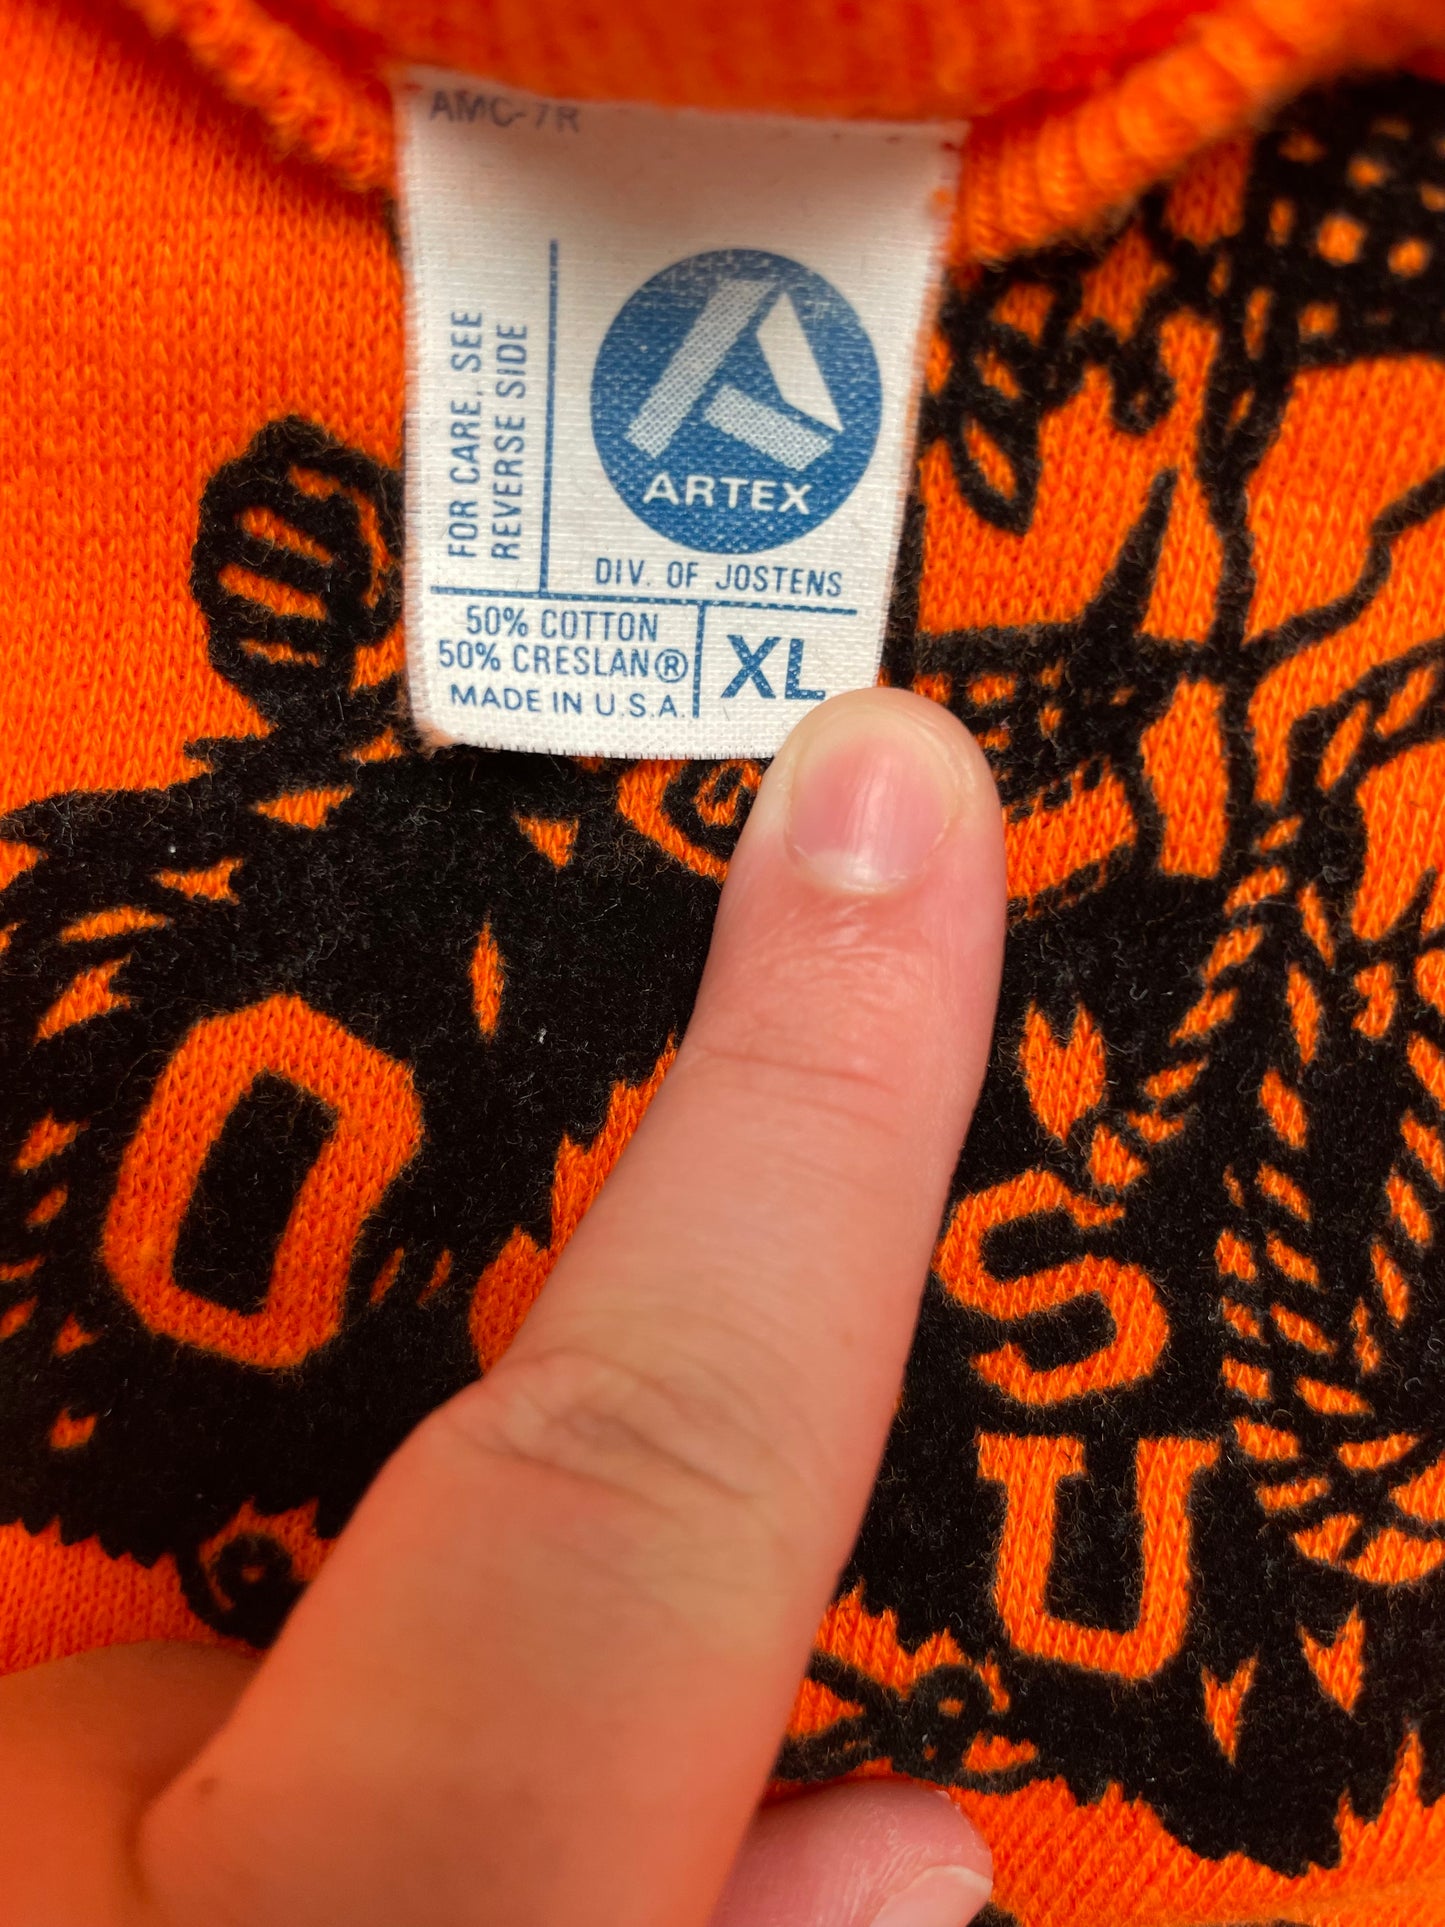 AMC-7R
FOR CARE, SEE
REVERSE SIDE
ARTEX
DIV. OF JOSTENS
50% COTTON
50% CRESLAN®
MADE IN U.S.A.
XL
O
S
U